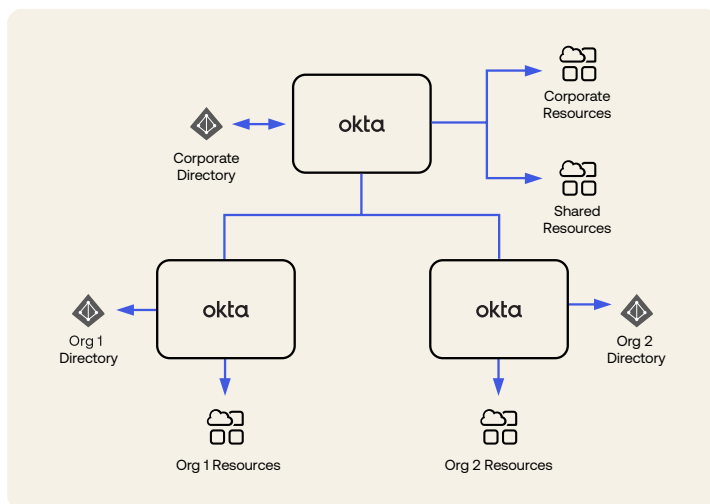 okta
Corporate
Resources
Corporate
Directory
Shared
Resources
okta
okta
Org 1
Directory
Org 2
Directory
Org 1 Resources
Org 2 Resources